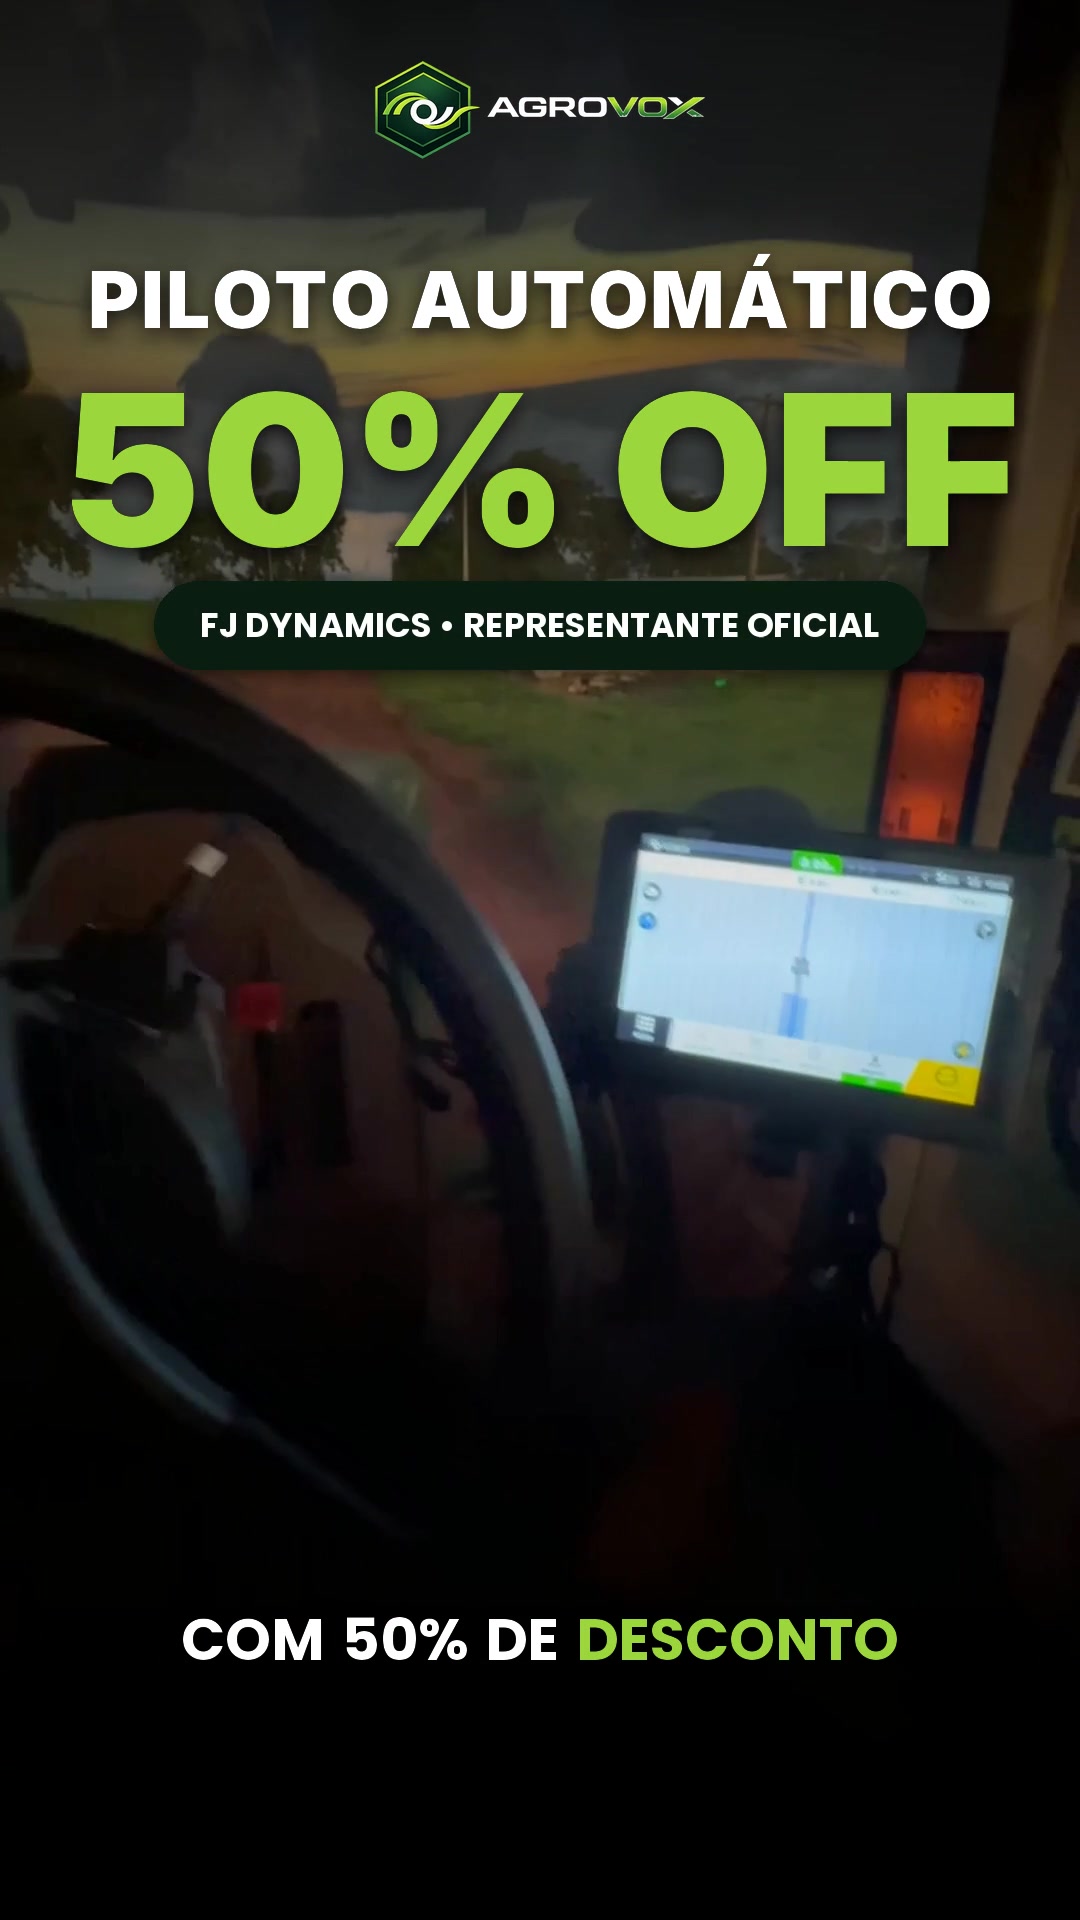 AGROVOX
PILOTO AUTOMÁTICO
50% OFF
FJ DYNAMICS • REPRESENTANTE OFICIAL
COM 50% DE DESCONTO